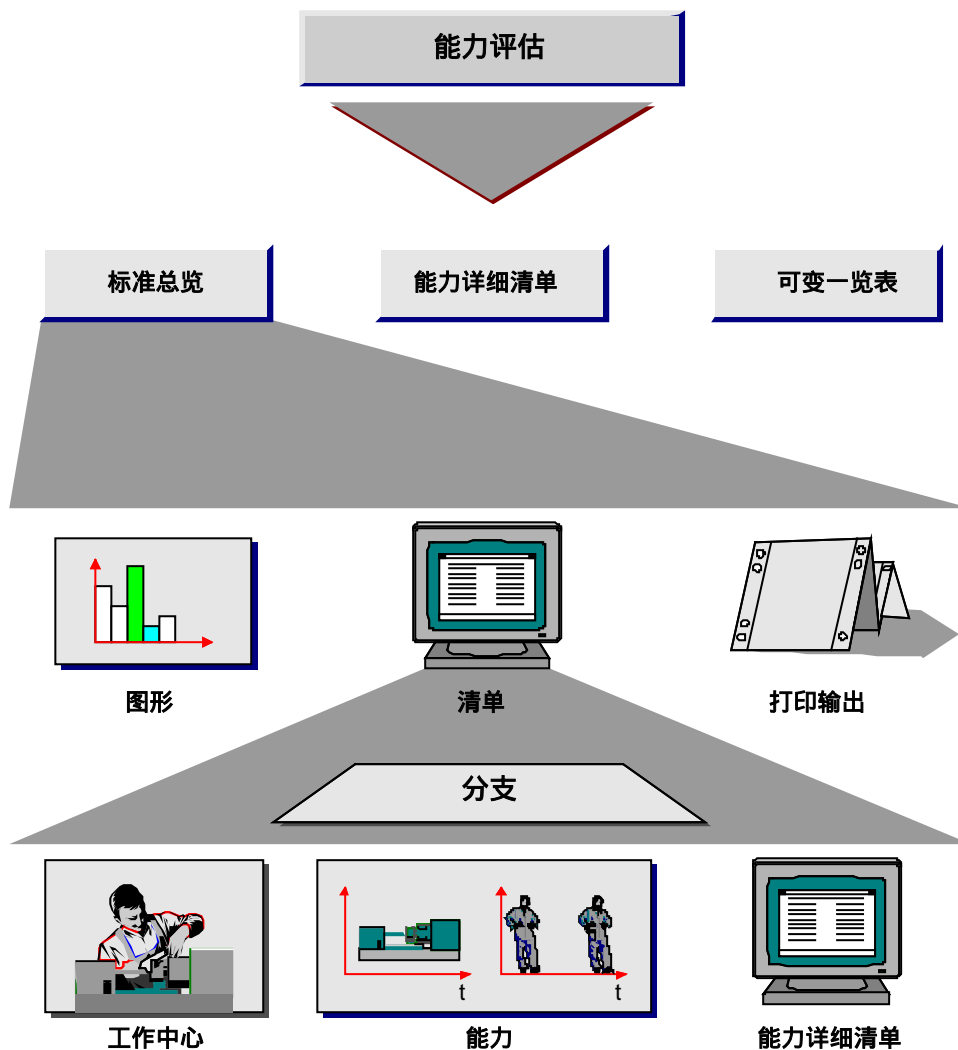 能力评估
标准总览
能力详细清单
可变一览表
图形
清单
打印输出
分支
t
t
工作中心
能力
能力详细清单